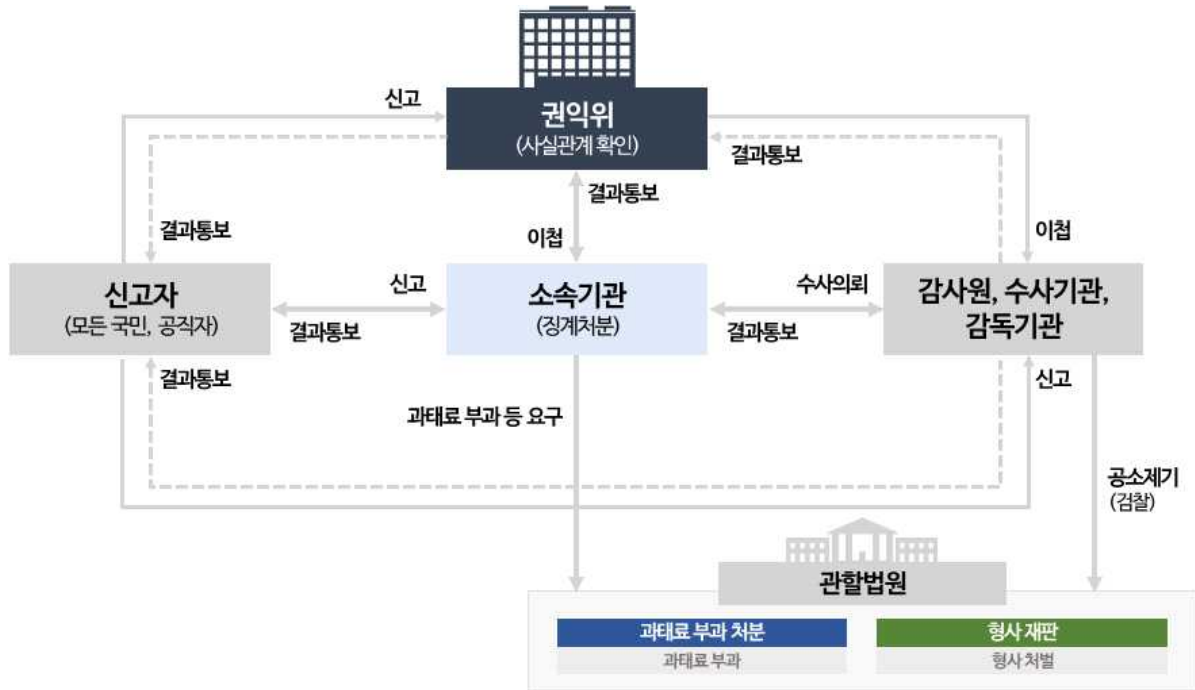 신고
권익위
(사실관계 확인)
결과통보
결과통보
결과통보
이첩
이첩
신고자
(모든 국민, 공직자)
신고
결과통보
소속기관
(징계처분)
수사의뢰
결과통보
감사원, 수사기관,
감독기관
결과통보
신고
과태료 부과 등 요구
공소제기
(검찰)
관할법원
과태료 부과 처분
과태료 부과
형사 재판
형사 처벌